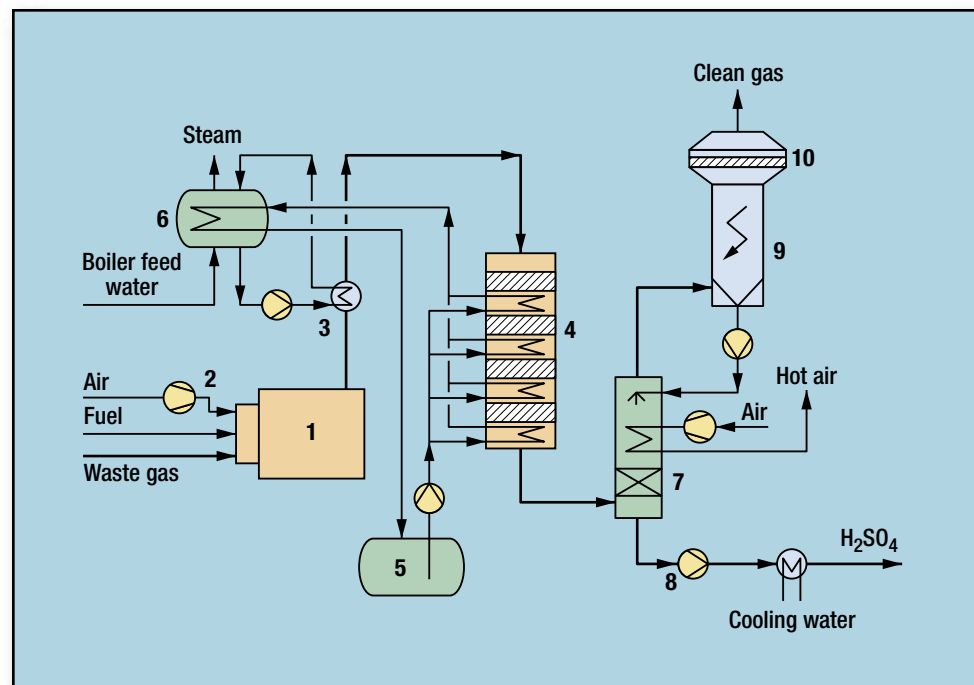 Clean gas
10
Steam
6
9
Boiler feed
water
3
4
2
Air
Hot air
Fuel
1
Air
Waste gas
7
5
H₂SO₄
8
Cooling water